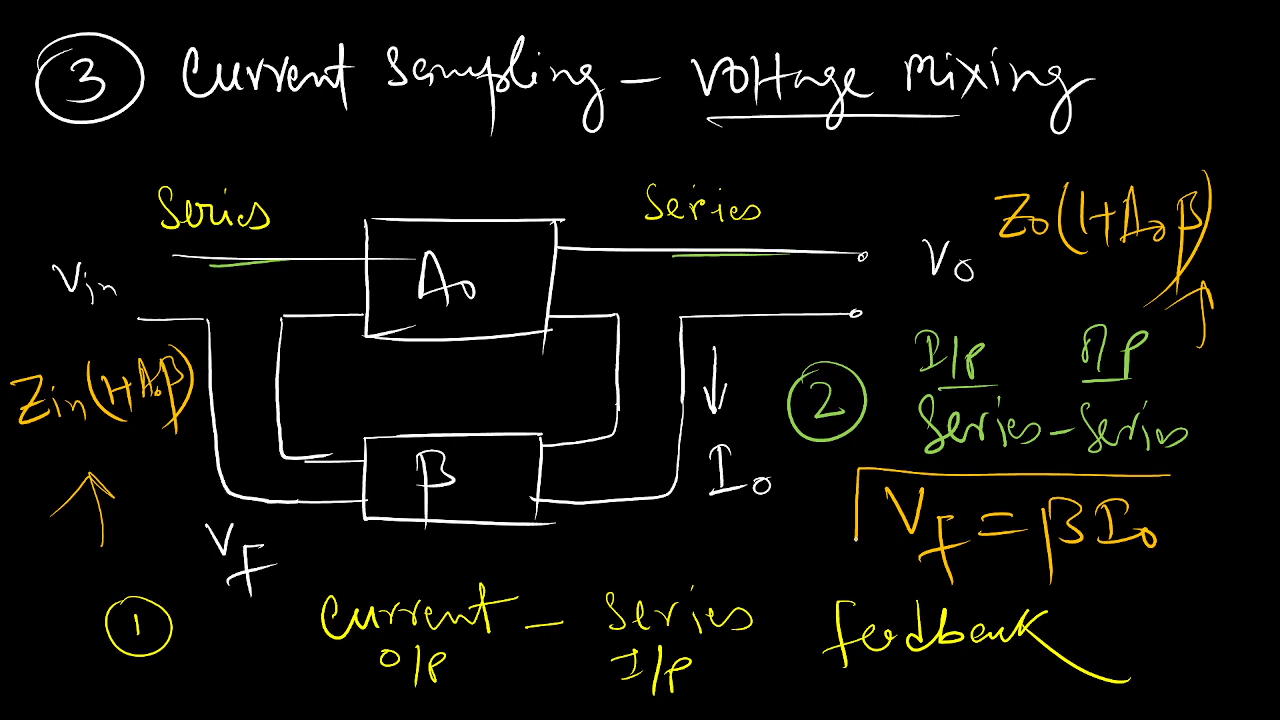 3 Current Sampling - Voltage Mixing
Series Series
Zo(1+Aoβ)
Vin Ao Vo
I/P O/P
Zin(1+Aoβ) 2 Series - Series
β Io
VF = βIo
VF
1 Current - Series feedback
O/P I/P